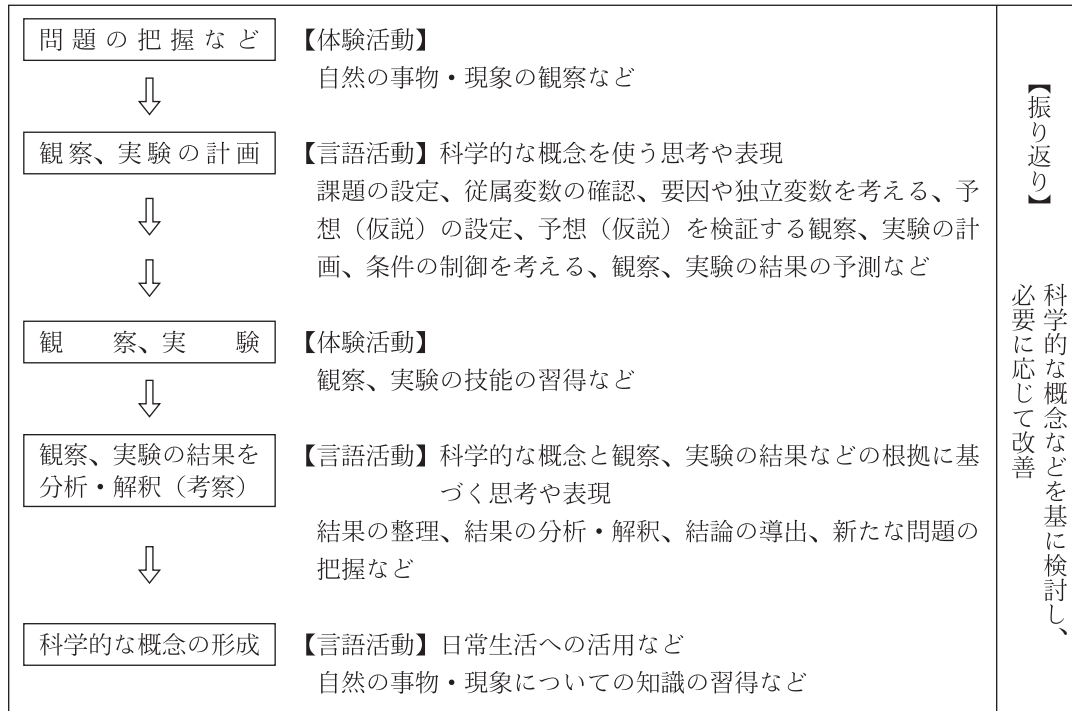 問題の把握など
【体験活動】
自然の事物・現象の観察など
観察、実験の計画
【言語活動】科学的な概念を使う思考や表現
課題の設定、従属変数の確認、要因や独立変数を考える、予
想（仮説）の設定、予想（仮説）を検証する観察、実験の計
画、条件の制御を考える、観察、実験の結果の予測など
観察、実験
【体験活動】
観察、実験の技能の習得など
観察、実験の結果を
分析・解釈（考察）
【言語活動】科学的な概念と観察、実験の結果などの根拠に基
づく思考や表現
結果の整理、結果の分析・解釈、結論の導出、新たな問題の
把握など
科学的な概念の形成
【言語活動】日常生活への活用など
自然の事物・現象についての知識の習得など
【振り返り】
科学的な概念などを基に検討し、
必要に応じて改善